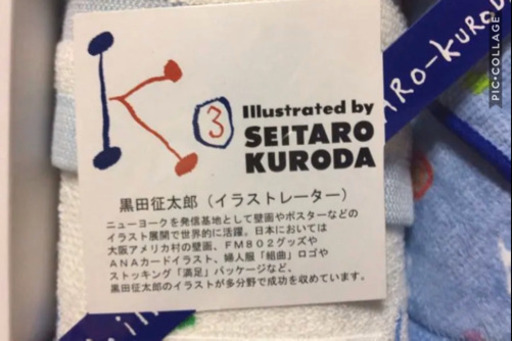 K3
Illustrated by
SEITARO
KURODA
黒田征太郎（イラストレーター）
ニューヨークを発信基地として壁画やポスターなどの
イラスト展開で世界的に活躍。日本においては
大阪アメリカ村の壁画、ＦＭ８０２グッズや
ＡＮＡカードイラスト、婦人服「組曲」ロゴや
ストッキング「満足」パッケージなど、
黒田征太郎のイラストが多分野で成功を収めています。
ARO-KURODA
PIC•COLLAGE